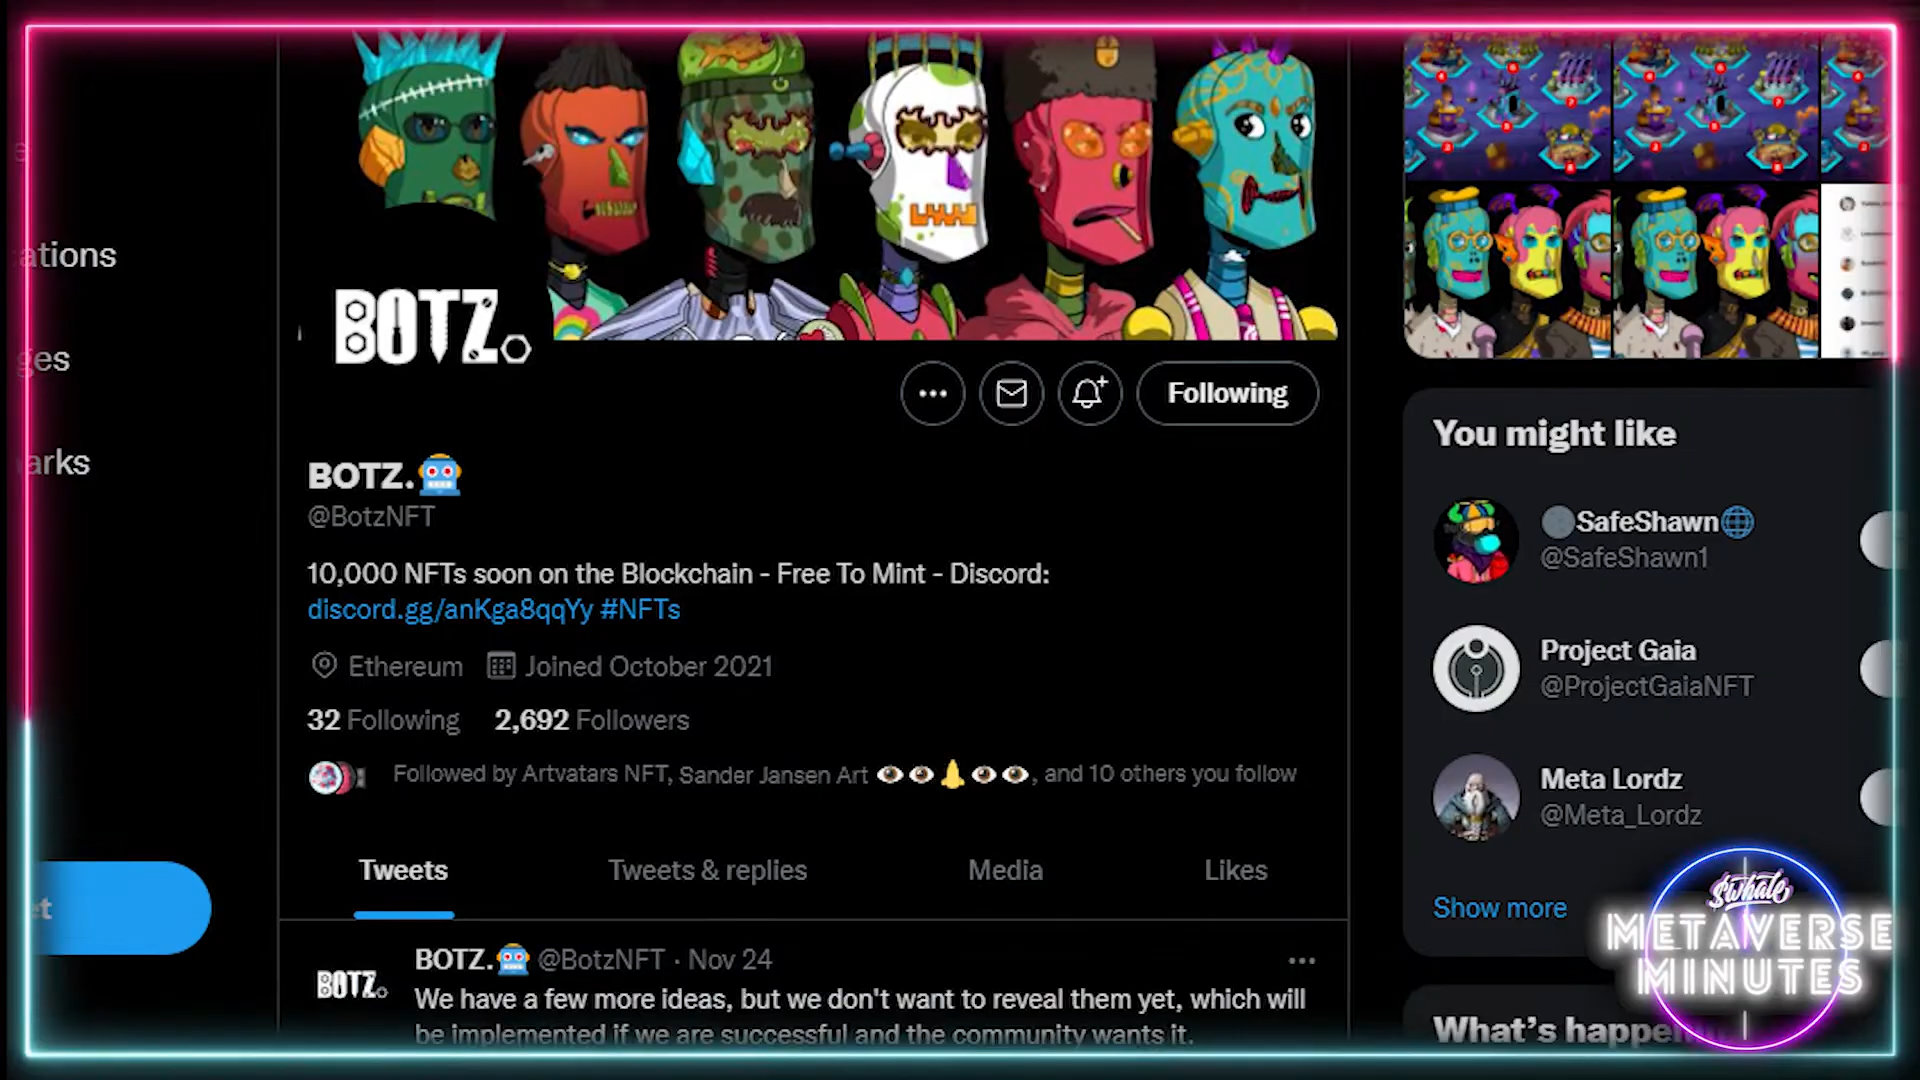 ations
ges
arks
et
BOTZ
Following
BOTZ.
@BotzNFT
10,000 NFTs soon on the Blockchain - Free To Mint - Discord:
discord.gg/anKga8qqYy #NFTs
Ethereum Joined October 2021
32 Following 2,692 Followers
Followed by Artvatars NFT, Sander Jansen Art, and 10 others you follow
Tweets Tweets & replies Media Likes
BOTZ. @BotzNFT · Nov 24
BOTZ
We have a few more ideas, but we don't want to reveal them yet, which will
be implemented if we are successful and the community wants it.
You might like
SafeShawn
@SafeShawn1
Project Gaia
@ProjectGaiaNFT
Meta Lordz
@Meta_Lordz
Show more
What's happen
$whale
METAVERSE
MINUTES